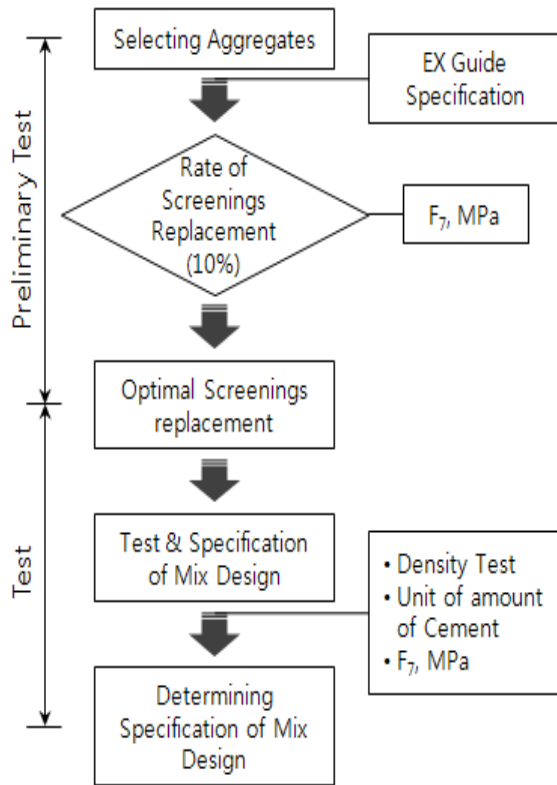 Selecting Aggregates
EX Guide
Specification
Preliminary Test
Rate of
Screenings
Replacement
(10%)
F₇, MPa
Optimal Screenings
replacement
Test
Test & Specification
of Mix Design
• Density Test
• Unit of amount
of Cement
• F₇, MPa
Determining
Specification of Mix
Design